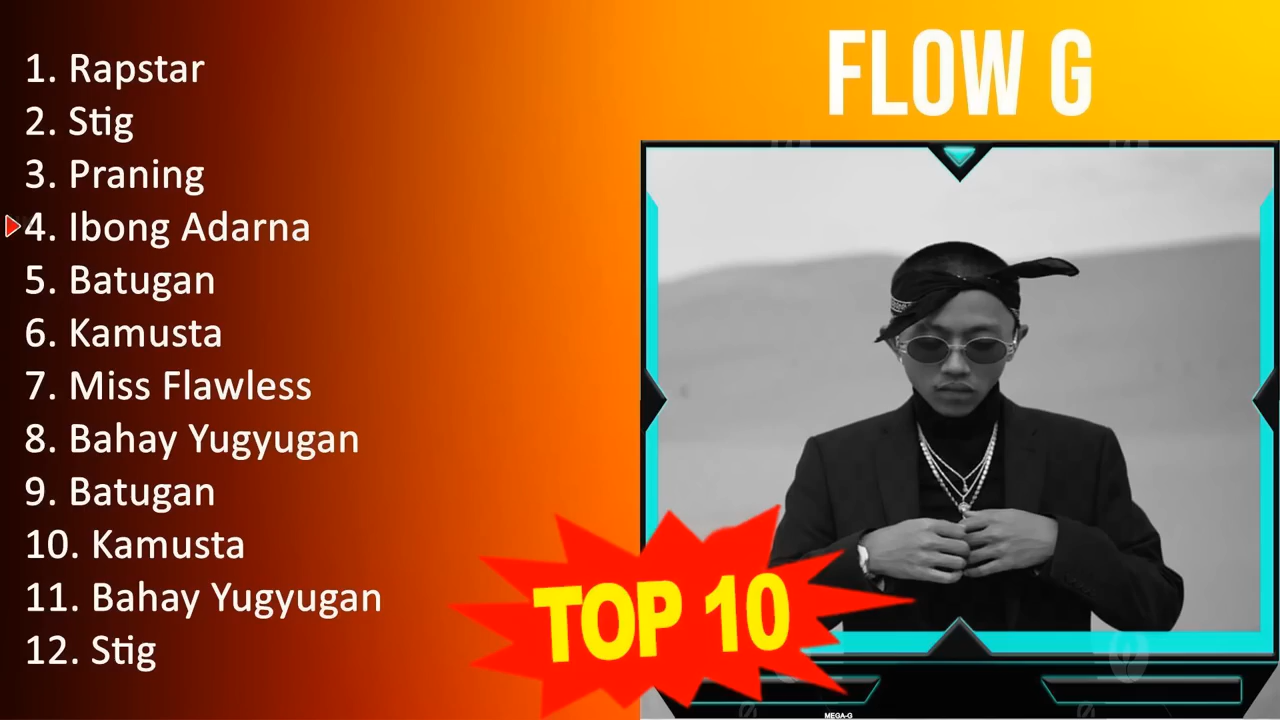 FLOW G
1. Rapstar
2. Stig
3. Praning
4. Ibong Adarna
5. Batugan
6. Kamusta
7. Miss Flawless
8. Bahay Yugyugan
9. Batugan
10. Kamusta
11. Bahay Yugyugan
12. Stig
TOP 10
MEGA-G